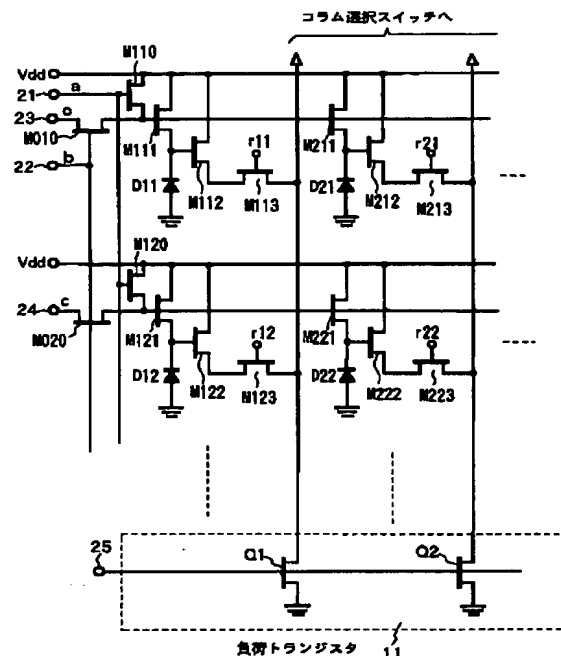 コラム選択スイッチへ
M110
Vdd
21 a
23 o
M010
22 b
M111
r11
D11
M112
M113
M211
r21
D21
M212
M213
M120
Vdd
24 c
M020
M121
r12
D12
M122
M123
M221
r22
D22
M222
M223
25
Q1
Q2
負荷トランジスタ 11